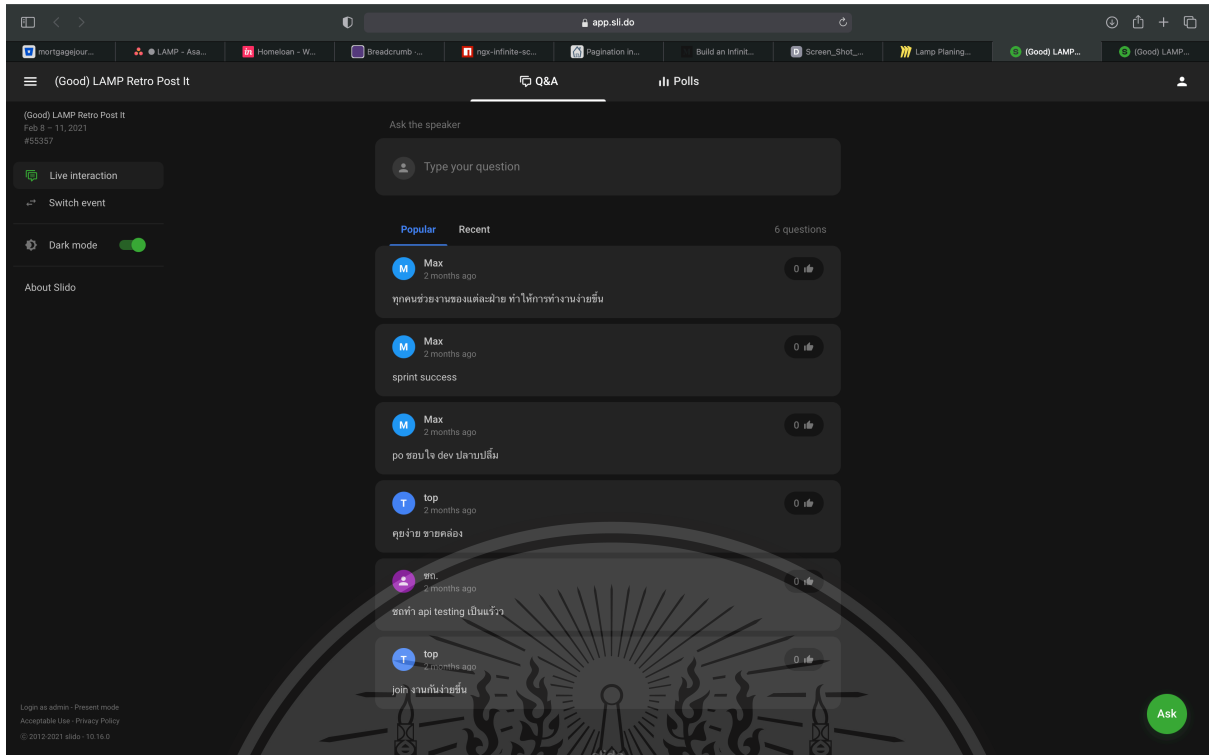 app.sli.do
mortgagejour...
LAMP - Asa...
Homeloan - W...
Breadcrumb -...
ngx-infinite-sc...
Pagination in...
Build an Infinit...
Screen_Shot_...
Lamp Planing...
(Good) LAMP...
(Good) LAMP...
(Good) LAMP Retro Post It
Q&A
Polls
(Good) LAMP Retro Post It
Feb 8 – 11, 2021
#55357
Live interaction
Switch event
Dark mode
About Slido
Ask the speaker
Type your question
Popular
Recent
6 questions
M
Max
2 months ago
0
ทุกคนช่วยงานของแต่ละฝ่าย ทำให้การทำงานง่ายขึ้น
M
Max
2 months ago
0
sprint success
M
Max
2 months ago
0
po ชอบใจ dev ปลาบปลื้ม
T
top
2 months ago
0
คุยง่าย ขายคล่อง
ชถ.
2 months ago
0
ชถทำ api testing เป็นแร้วว
T
top
2 months ago
0
join งานกันง่ายขึ้น
Login as admin - Present mode
Acceptable Use - Privacy Policy
© 2012-2021 slido - 10.16.0
Ask